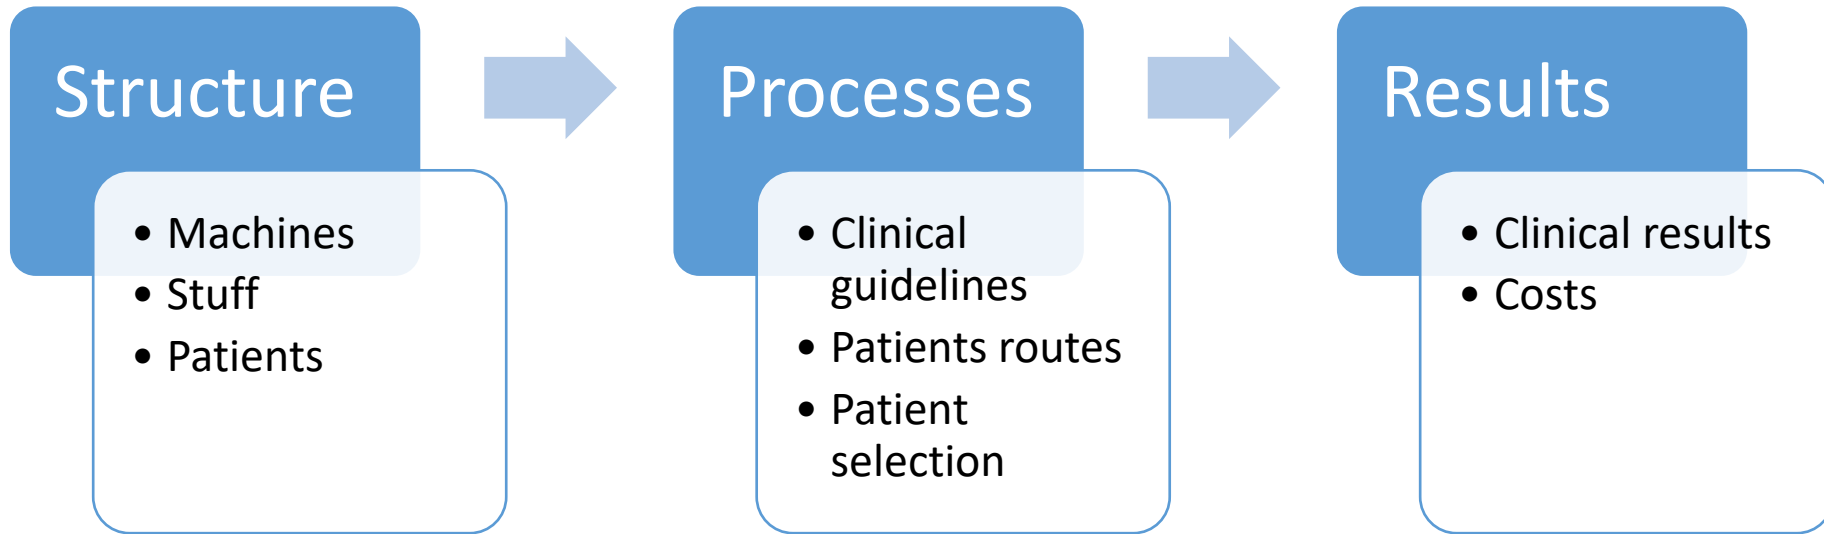 Structure
• Machines
• Stuff
• Patients
Processes
• Clinical
guidelines
• Patients routes
• Patient
selection
Results
• Clinical results
• Costs